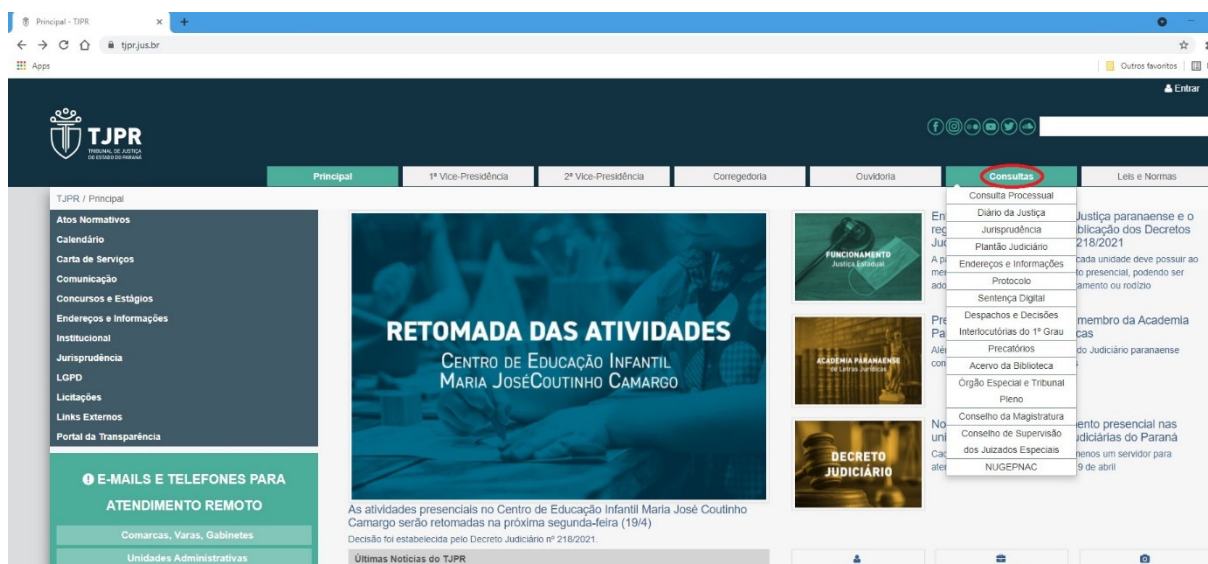 Principal - TJPR
tjpr.jus.br
Apps
Outros favoritos
Entrar
TJPR
TRIBUNAL DE JUSTIÇA
DO ESTADO DO PARANÁ
Principal
1ª Vice-Presidência
2ª Vice-Presidência
Corregedoria
Ouvidoria
Consultas
Leis e Normas
TJPR / Principal
Atos Normativos
Calendário
Carta de Serviços
Comunicação
Concursos e Estágios
Endereços e Informações
Institucional
Jurisprudência
LGPD
Licitações
Links Externos
Portal da Transparência
E-MAILS E TELEFONES PARA
ATENDIMENTO REMOTO
Comarcas, Varas, Gabinetes
Unidades Administrativas
RETOMADA DAS ATIVIDADES
CENTRO DE EDUCAÇÃO INFANTIL
MARIA JOSÉCOUTINHO CAMARGO
As atividades presenciais no Centro de Educação Infantil Maria José Coutinho
Camargo serão retomadas na próxima segunda-feira (19/4)
Decisão foi estabelecida pelo Decreto Judiciário nº 218/2021.
Últimas Notícias do TJPR
FUNCIONAMENTO
Justiça Estadual
ACADEMIA PARANAENSE
de Letras Jurídicas
DECRETO
JUDICIÁRIO
Consulta Processual
Diário da Justiça
Jurisprudência
Plantão Judiciário
Endereços e Informações
Protocolo
Sentença Digital
Despachos e Decisões
Interlocutórias do 1º Grau
Precatórios
Acervo da Biblioteca
Órgão Especial e Tribunal
Pleno
Conselho da Magistratura
Conselho de Supervisão
dos Juizados Especiais
NUGEPNAC
Justiça paranaense e o
blicação dos Decretos
218/2021
cada unidade deve possuir ao
to presencial, podendo ser
amento ou rodízio
membro da Academia
cas
do Judiciário paranaense
ento presencial nas
udiciárias do Paraná
menos um servidor para
9 de abril